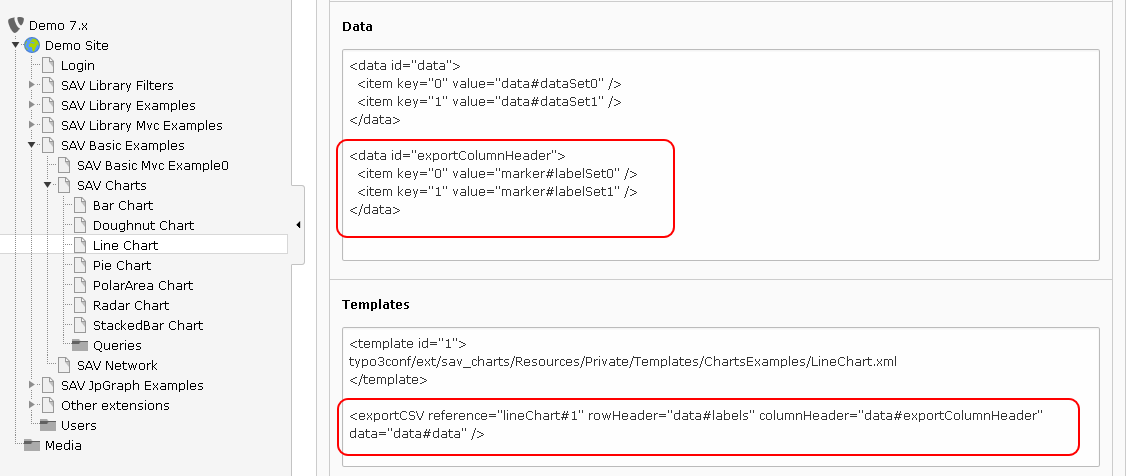 Demo 7.x
Demo Site
Login
SAV Library Filters
SAV Library Examples
SAV Library Mvc Examples
SAV Basic Examples
SAV Basic Mvc Example0
SAV Charts
Bar Chart
Doughnut Chart
Line Chart
Pie Chart
PolarArea Chart
Radar Chart
StackedBar Chart
Queries
SAV Network
SAV JpGraph Examples
Other extensions
Users
Media
Data
<data id="data">
<item key="0" value="data#dataSet0" />
<item key="1" value="data#dataSet1" />
</data>
<data id="exportColumnHeader">
<item key="0" value="marker#labelSet0" />
<item key="1" value="marker#labelSet1" />
</data>
Templates
<template id="1">
typo3conf/ext/sav_charts/Resources/Private/Templates/ChartsExamples/LineChart.xml
</template>
<exportCSV reference="lineChart#1" rowHeader="data#labels" columnHeader="data#exportColumnHeader"
data="data#data" />